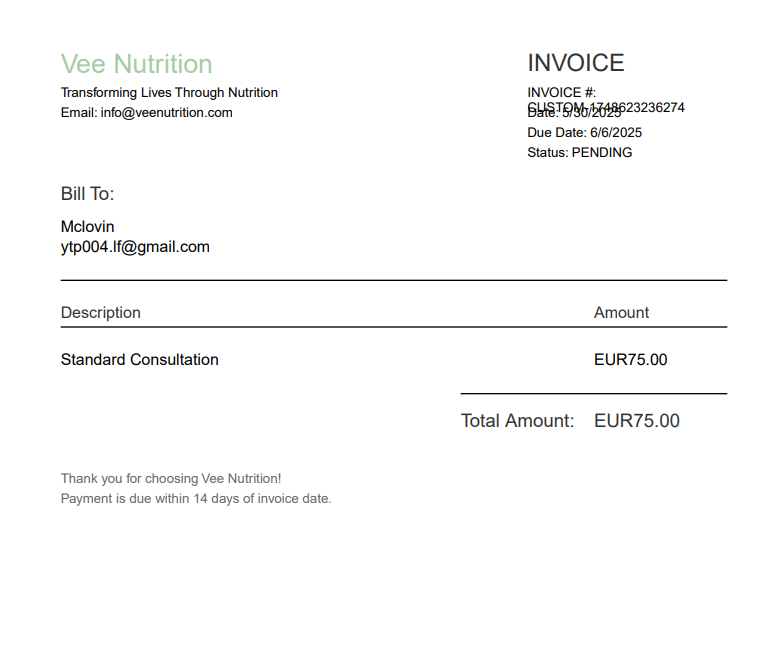 Vee Nutrition
Transforming Lives Through Nutrition
Email: info@veenutrition.com
INVOICE
INVOICE #:
CUSTOM-1748623236274
Date: 5/30/2025
Due Date: 6/6/2025
Status: PENDING
Bill To:
Mclovin
ytp004.lf@gmail.com
Description Amount
Standard Consultation EUR75.00
Total Amount: EUR75.00
Thank you for choosing Vee Nutrition!
Payment is due within 14 days of invoice date.